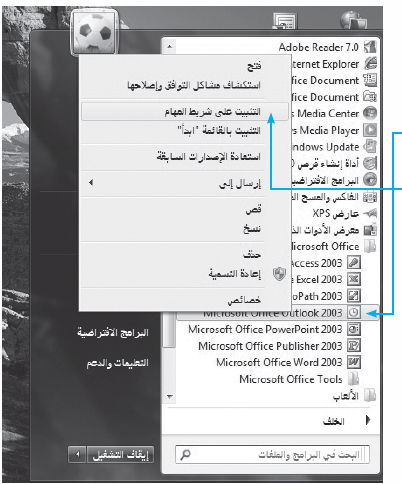 Adobe Reader 7.0
nternet Explorer
ffice Document
ffice Document
s Media Center
s Media Player
ndows Update
أداة إنشاء قرص
البرامج الافتراضية
الفاكس والمسح ال
عارض XPS
معرض الأدوات الذ
licrosoft Office
Access 2003
e Excel 2003
oPath 2003
Microsoft Office Outlook 2003
Microsoft Office PowerPoint 2003
Microsoft Office Publisher 2003
Microsoft Office Word 2003
Microsoft Office Tools
الألعاب
الخلف
البحث في البرامج والملفات
فتح
استكشاف مشاكل التوافق وإصلاحها
التثبيت على شريط المهام
التثبيت بالقائمة "ابدأ"
استعادة الإصدارات السابقة
إرسال إلى
قص
نسخ
حذف
إعادة التسمية
خصائص
البرامج الافتراضية
التعليمات والدعم
إيقاف التشغيل